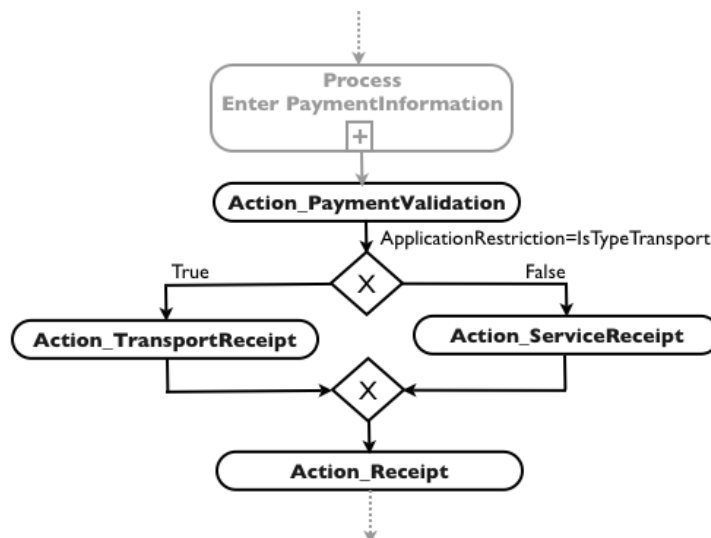 Process
Enter PaymentInformation
+
Action_PaymentValidation
ApplicationRestriction=IsTypeTransport
True
X
False
Action_TransportReceipt
Action_ServiceReceipt
X
Action_Receipt